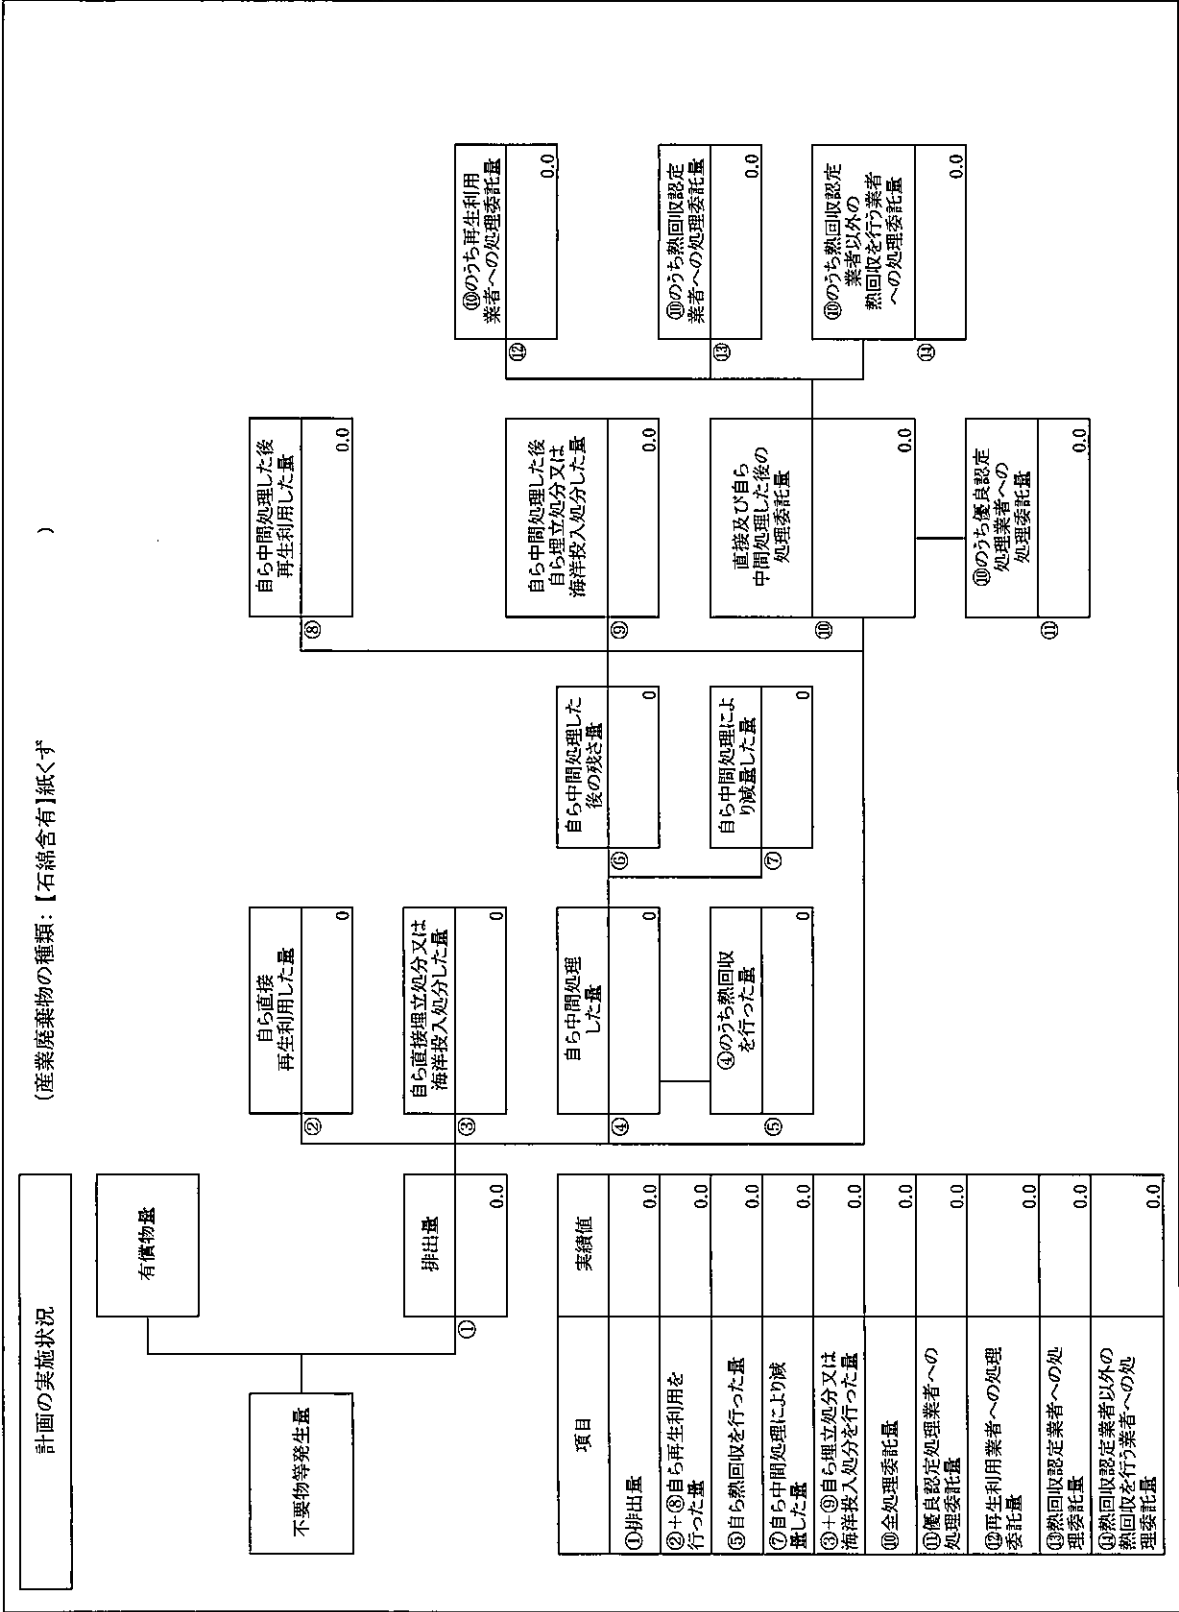 計画の実施状況
(産業廃棄物の種類:【石綿含有】紙くず
)
不要物等発生量
有償物量
①
排出量
0.0
②
自ら直接
再生利用した量
0
③
自ら直接埋立処分又は
海洋投入処分した量
0
④
自ら中間処理
した量
0
⑤
④のうち熱回収
を行った量
0
⑥
自ら中間処理した
後の残さ量
0
⑦
自ら中間処理によ
り減量した量
0
⑧
自ら中間処理した後
再生利用した量
0.0
⑨
自ら中間処理した後
自ら埋立処分又は
海洋投入処分した量
0.0
⑩
直接及び自ら
中間処理した後の
処理委託量
0.0
⑪
⑩のうち優良認定
処理業者への
処理委託量
0.0
⑫
⑩のうち再生利用
業者への処理委託量
0.0
⑬
⑩のうち熱回収認定
業者への処理委託量
0.0
⑭
⑩のうち熱回収認定
業者以外の
熱回収を行う業者
への処理委託量
0.0
項目
実績値
①排出量
0.0
②+⑧自ら再生利用を
行った量
0.0
⑤自ら熱回収を行った量
0.0
⑦自ら中間処理により減
量した量
0.0
③+⑨自ら埋立処分又は
海洋投入処分を行った量
0.0
⑩全処理委託量
0.0
⑪優良認定処理業者への
処理委託量
0.0
⑫再生利用業者への処理
委託量
0.0
⑬熱回収認定業者への処
理委託量
0.0
⑭熱回収認定業者以外の
熱回収を行う業者への処
理委託量
0.0